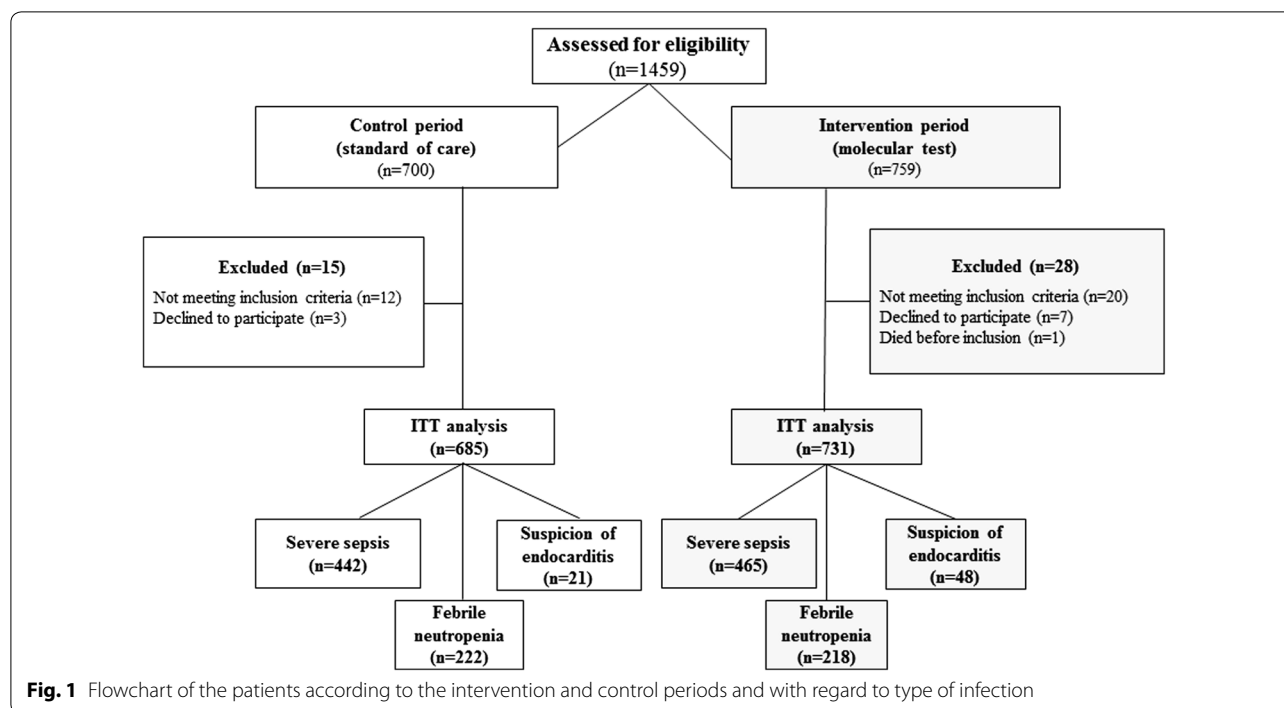 Assessed for eligibility
(n=1459)
Control period
(standard of care)
(n=700)
Intervention period
(molecular test)
(n=759)
Excluded (n=15)
Not meeting inclusion criteria (n=12)
Declined to participate (n=3)
Excluded (n=28)
Not meeting inclusion criteria (n=20)
Declined to participate (n=7)
Died before inclusion (n=1)
ITT analysis
(n=685)
ITT analysis
(n=731)
Severe sepsis
(n=442)
Suspicion of
endocarditis
(n=21)
Severe sepsis
(n=465)
Suspicion of
endocarditis
(n=48)
Febrile
neutropenia
(n=222)
Febrile
neutropenia
(n=218)
Fig. 1 Flowchart of the patients according to the intervention and control periods and with regard to type of infection